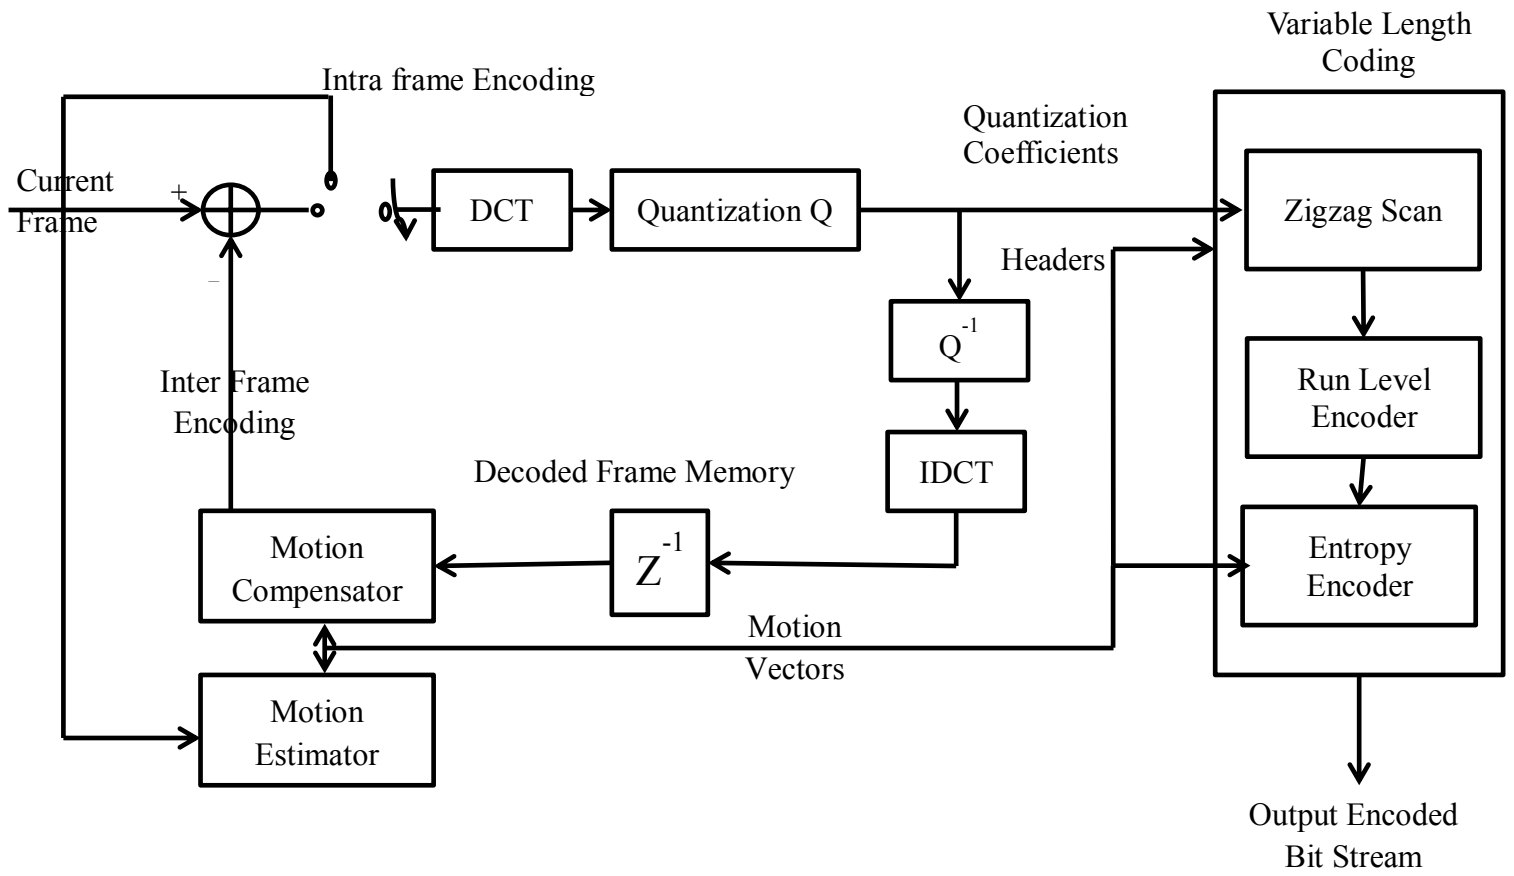 Variable Length
Coding
Intra frame Encoding
Quantization
Coefficients
Current
Frame
+
DCT
Quantization Q
Zigzag Scan
Headers
–
Q-1
Inter Frame
Encoding
Run Level
Encoder
Decoded Frame Memory
IDCT
Motion
Compensator
Z-1
Entropy
Encoder
Motion
Vectors
Motion
Estimator
Output Encoded
Bit Stream